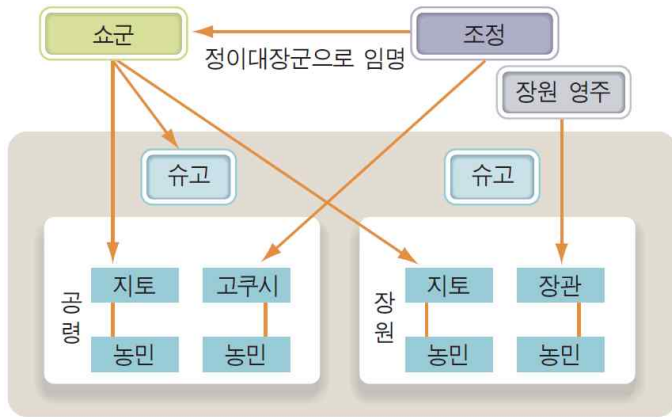 쇼군
조정
정이대장군으로 임명
장원 영주
슈고
슈고
공령
지토
고쿠시
농민
농민
장원
지토
장관
농민
농민